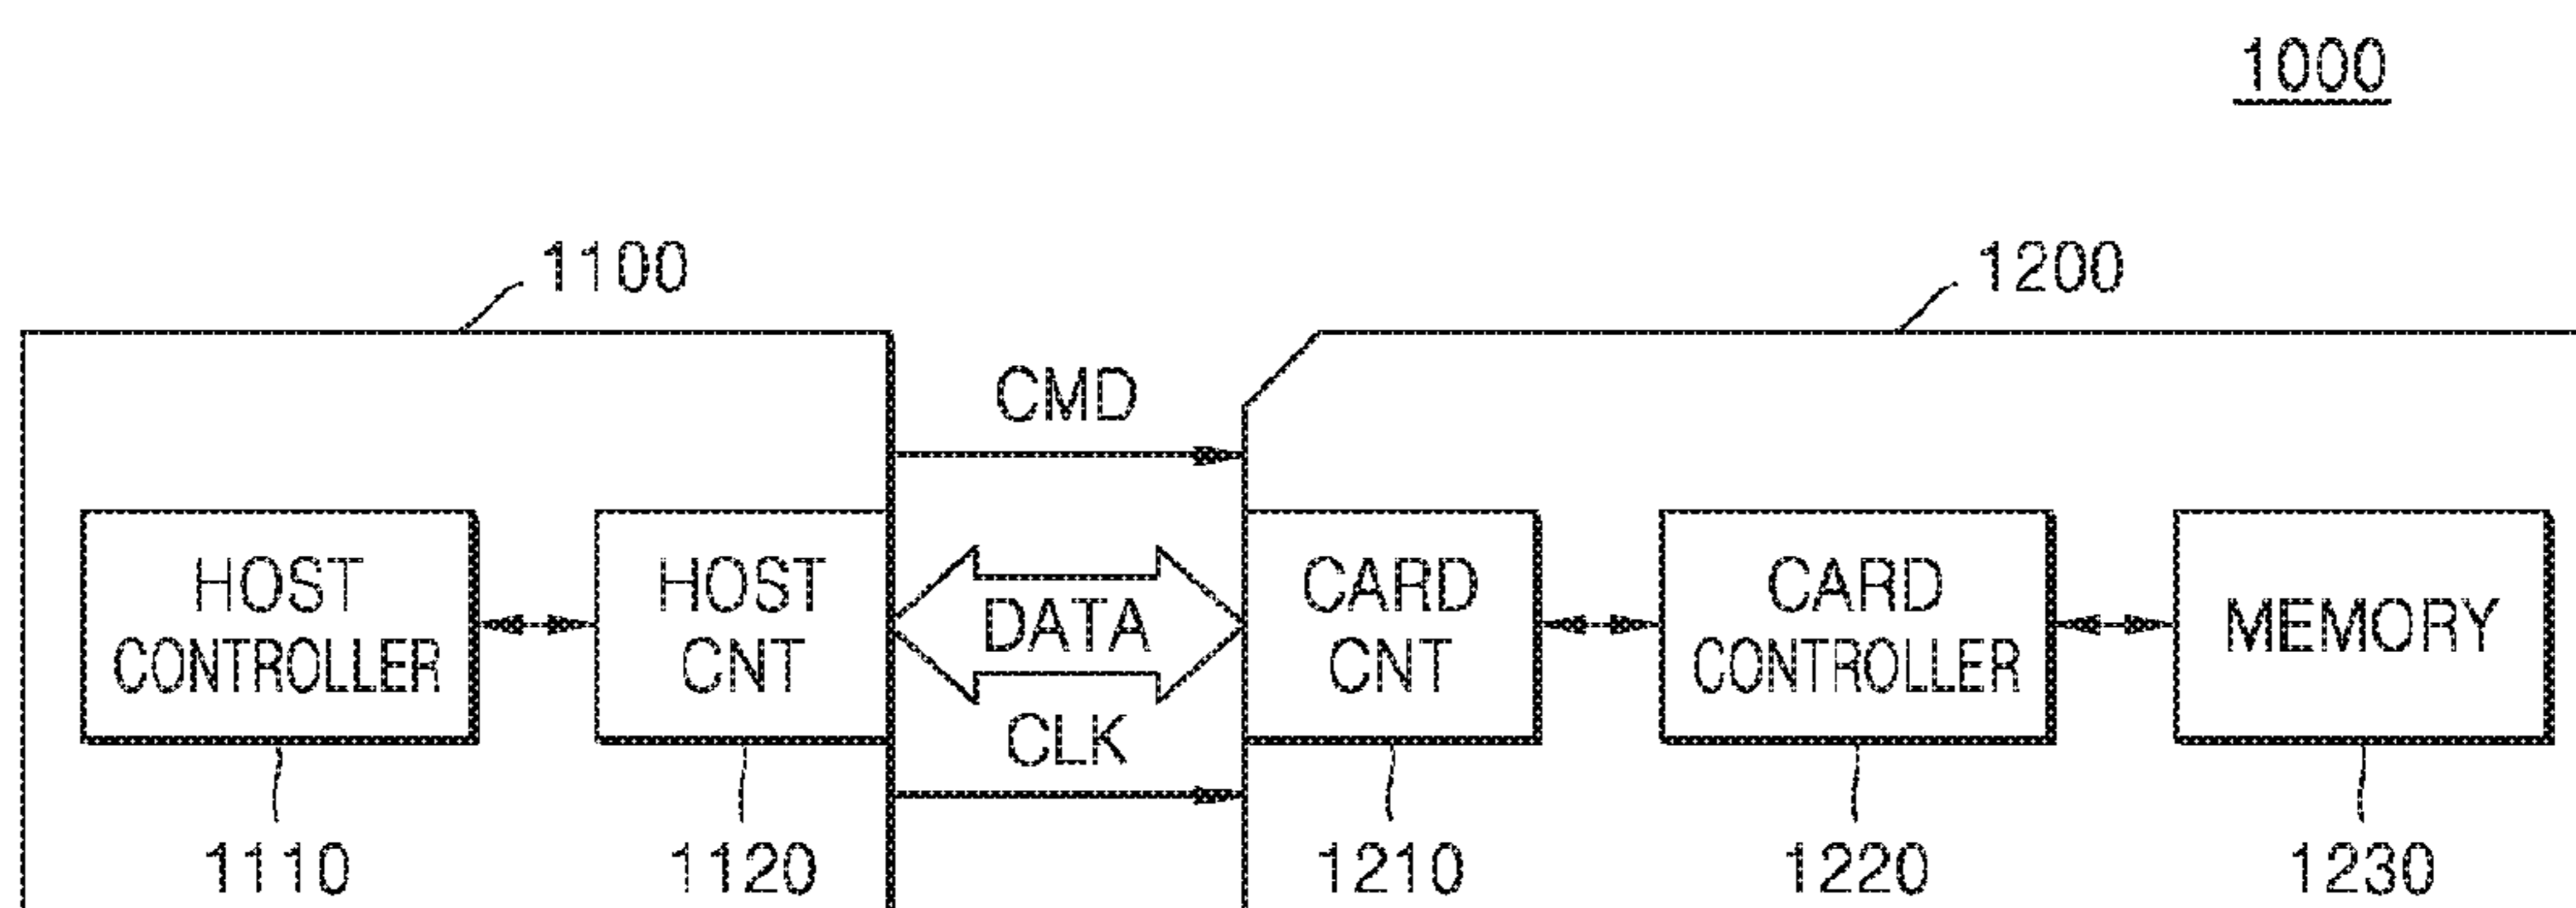 1000
1100
1200
CMD
HOST
CONTROLLER
HOST
CNT
DATA
CARD
CNT
CARD
CONTROLLER
MEMORY
CLK
1110
1120
1210
1220
1230